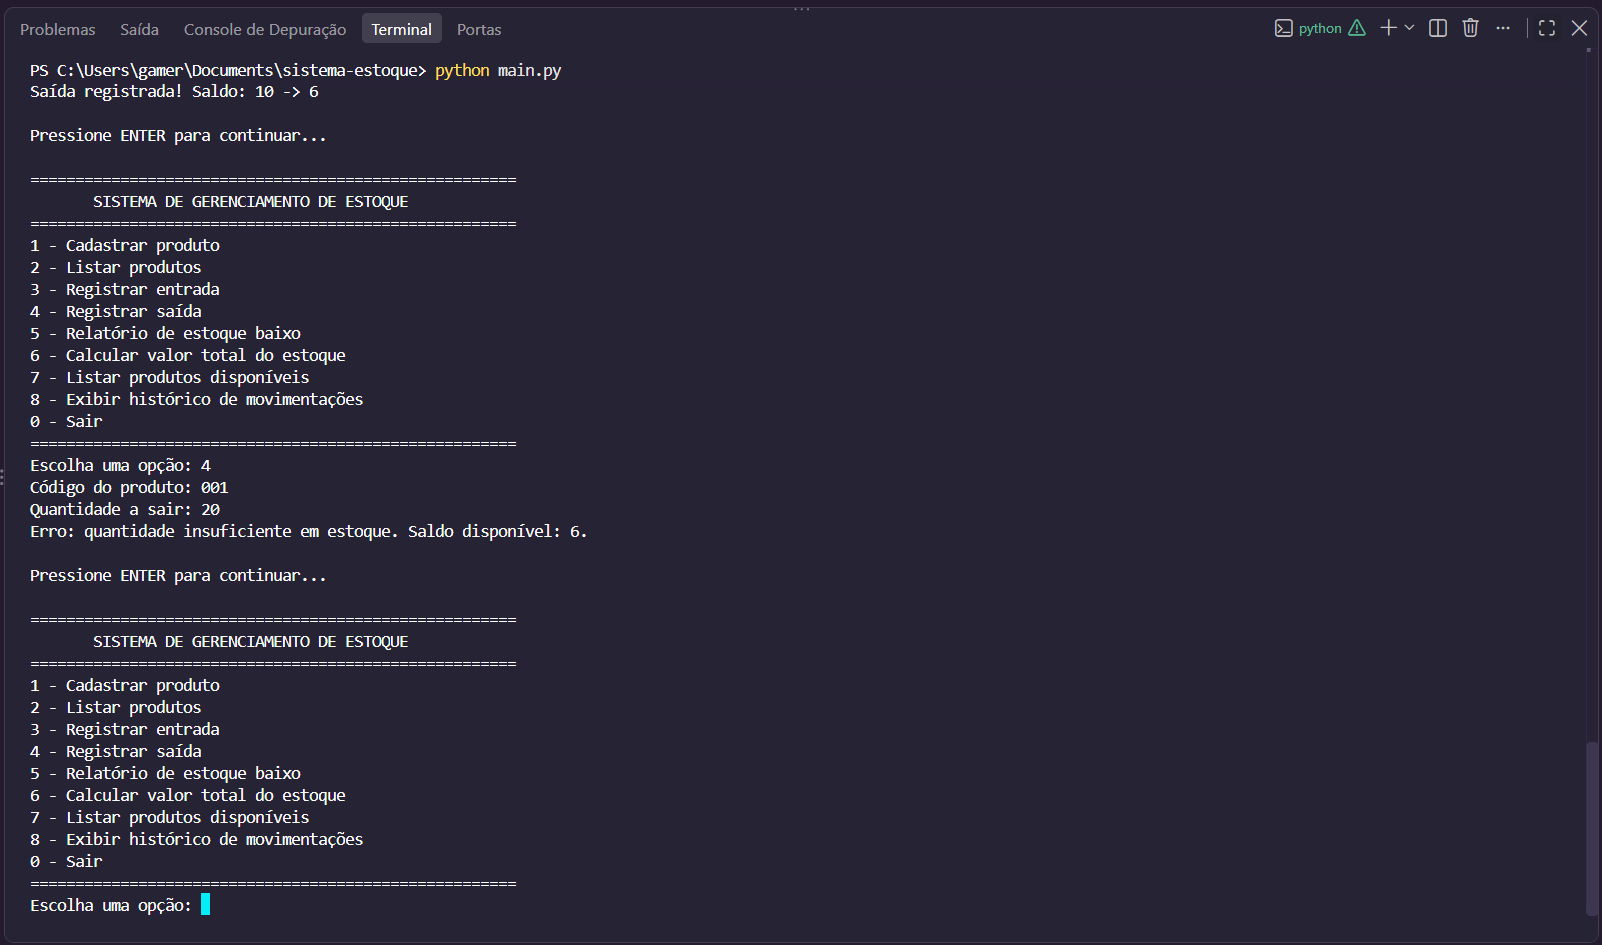 Problemas Saída Console de Depuração Terminal Portas python
PS C:\Users\gamer\Documents\sistema-estoque> python main.py
Saída registrada! Saldo: 10 -> 6
Pressione ENTER para continuar...
======================================================
SISTEMA DE GERENCIAMENTO DE ESTOQUE
======================================================
1 - Cadastrar produto
2 - Listar produtos
3 - Registrar entrada
4 - Registrar saída
5 - Relatório de estoque baixo
6 - Calcular valor total do estoque
7 - Listar produtos disponíveis
8 - Exibir histórico de movimentações
0 - Sair
======================================================
Escolha uma opção: 4
Código do produto: 001
Quantidade a sair: 20
Erro: quantidade insuficiente em estoque. Saldo disponível: 6.
Pressione ENTER para continuar...
======================================================
SISTEMA DE GERENCIAMENTO DE ESTOQUE
======================================================
1 - Cadastrar produto
2 - Listar produtos
3 - Registrar entrada
4 - Registrar saída
5 - Relatório de estoque baixo
6 - Calcular valor total do estoque
7 - Listar produtos disponíveis
8 - Exibir histórico de movimentações
0 - Sair
======================================================
Escolha uma opção: